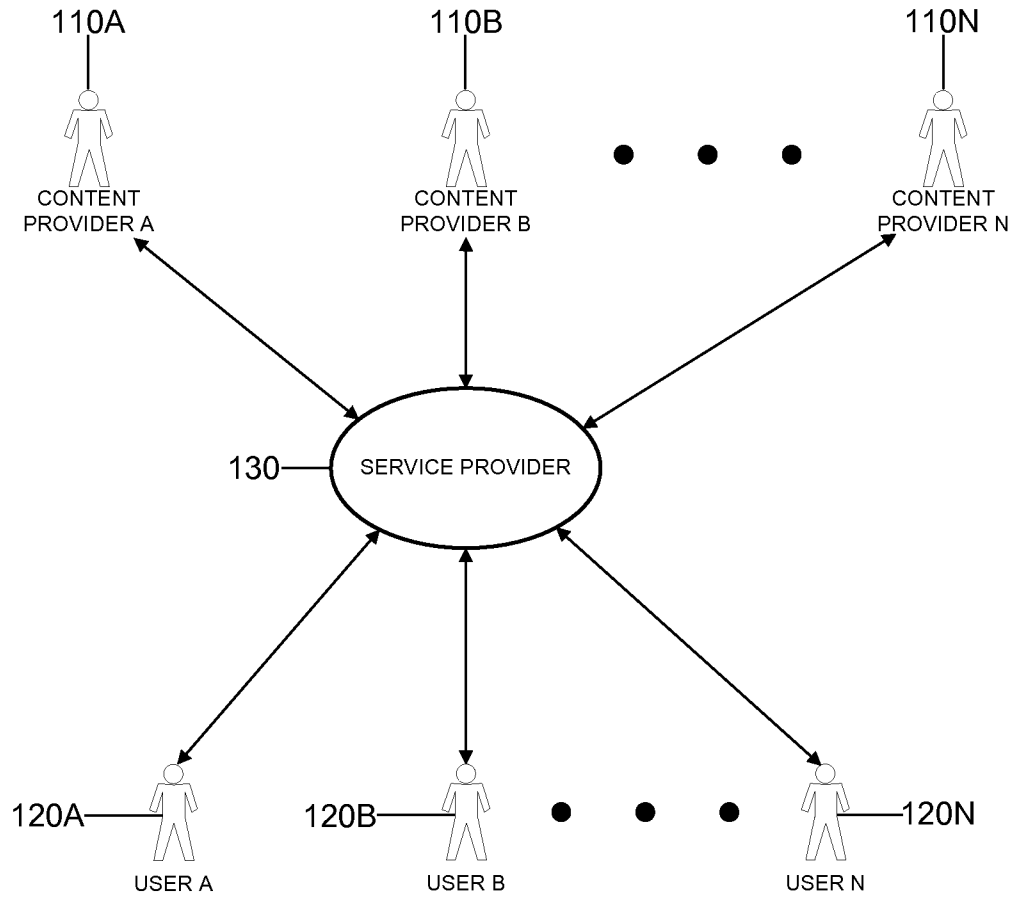 110A
110B
110N
CONTENT
PROVIDER A
CONTENT
PROVIDER B
CONTENT
PROVIDER N
130
SERVICE PROVIDER
120A
120B
120N
USER A
USER B
USER N